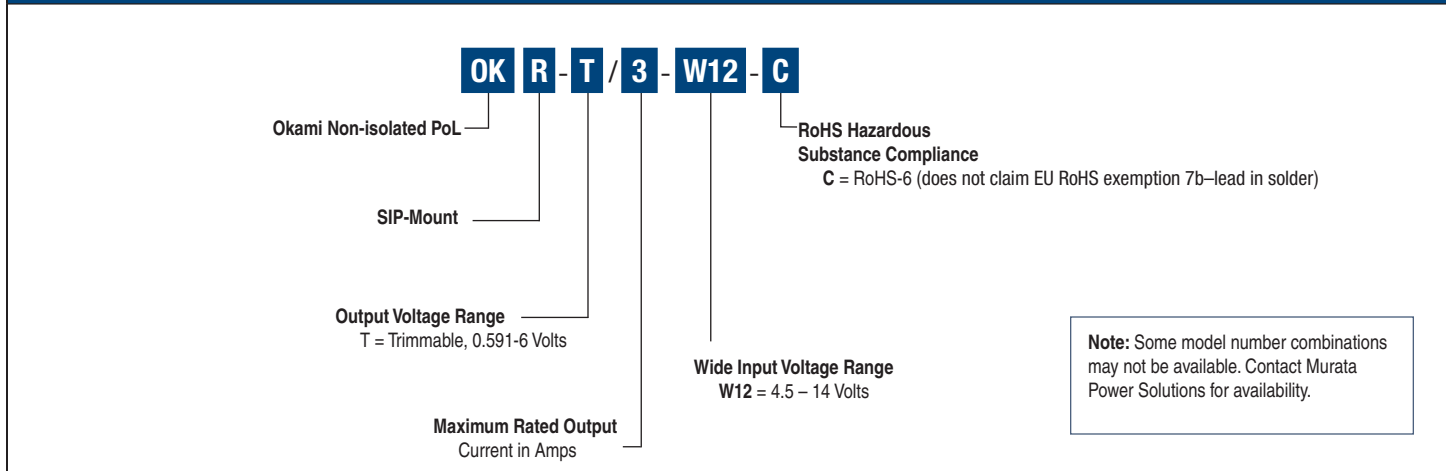 OK R - T / 3 - W12 - C
Okami Non-isolated PoL
RoHS Hazardous
Substance Compliance
C = RoHS-6 (does not claim EU RoHS exemption 7b–lead in solder)
SIP-Mount
Output Voltage Range
T = Trimmable, 0.591-6 Volts
Wide Input Voltage Range
W12 = 4.5 – 14 Volts
Maximum Rated Output
Current in Amps
Note: Some model number combinations
may not be available. Contact Murata
Power Solutions for availability.